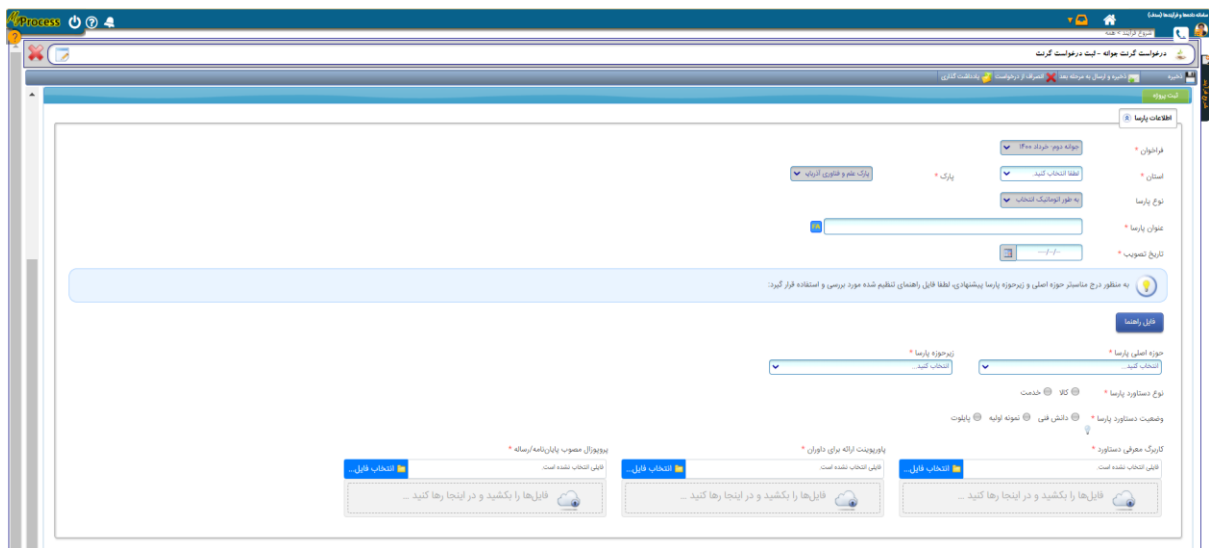 سامانه داده‌ها و فرآیندها (سدف)
Process
شروع فرآیند > همه
درخواست گرنت جوانه - ثبت درخواست گرنت
ذخیره
ذخیره و ارسال به مرحله بعد
انصراف از درخواست
یادداشت گذاری
ثبت پروژه
اطلاعات پارسا
فراخوان *
جوانه دوم- خرداد ۱۴۰۰
استان *
لطفا انتخاب کنید
پارک *
پارک علم و فناوری آذربای
نوع پارسا
به طور اتوماتیک انتخاب
عنوان پارسا *
FA
تاریخ تصویب *
--/--/----
به منظور درج مناسبتر حوزه اصلی و زیرحوزه پارسا پیشنهادی، لطفا فایل راهنمای تنظیم شده مورد بررسی و استفاده قرار گیرد:
فایل راهنما
حوزه اصلی پارسا *
زیرحوزه پارسا *
انتخاب کنید...
انتخاب کنید...
نوع دستاورد پارسا *
کالا
خدمت
وضعیت دستاورد پارسا *
دانش فنی
نمونه اولیه
پایلوت
کاربرگ معرفی دستاورد *
پاورپوینت ارائه برای داوران *
پروپوزال مصوب پایان‌نامه/رساله *
فایلی انتخاب نشده است.
انتخاب فایل...
فایلی انتخاب نشده است.
انتخاب فایل...
فایلی انتخاب نشده است.
انتخاب فایل...
فایل‌ها را بکشید و در اینجا رها کنید ...
فایل‌ها را بکشید و در اینجا رها کنید ...
فایل‌ها را بکشید و در اینجا رها کنید ...